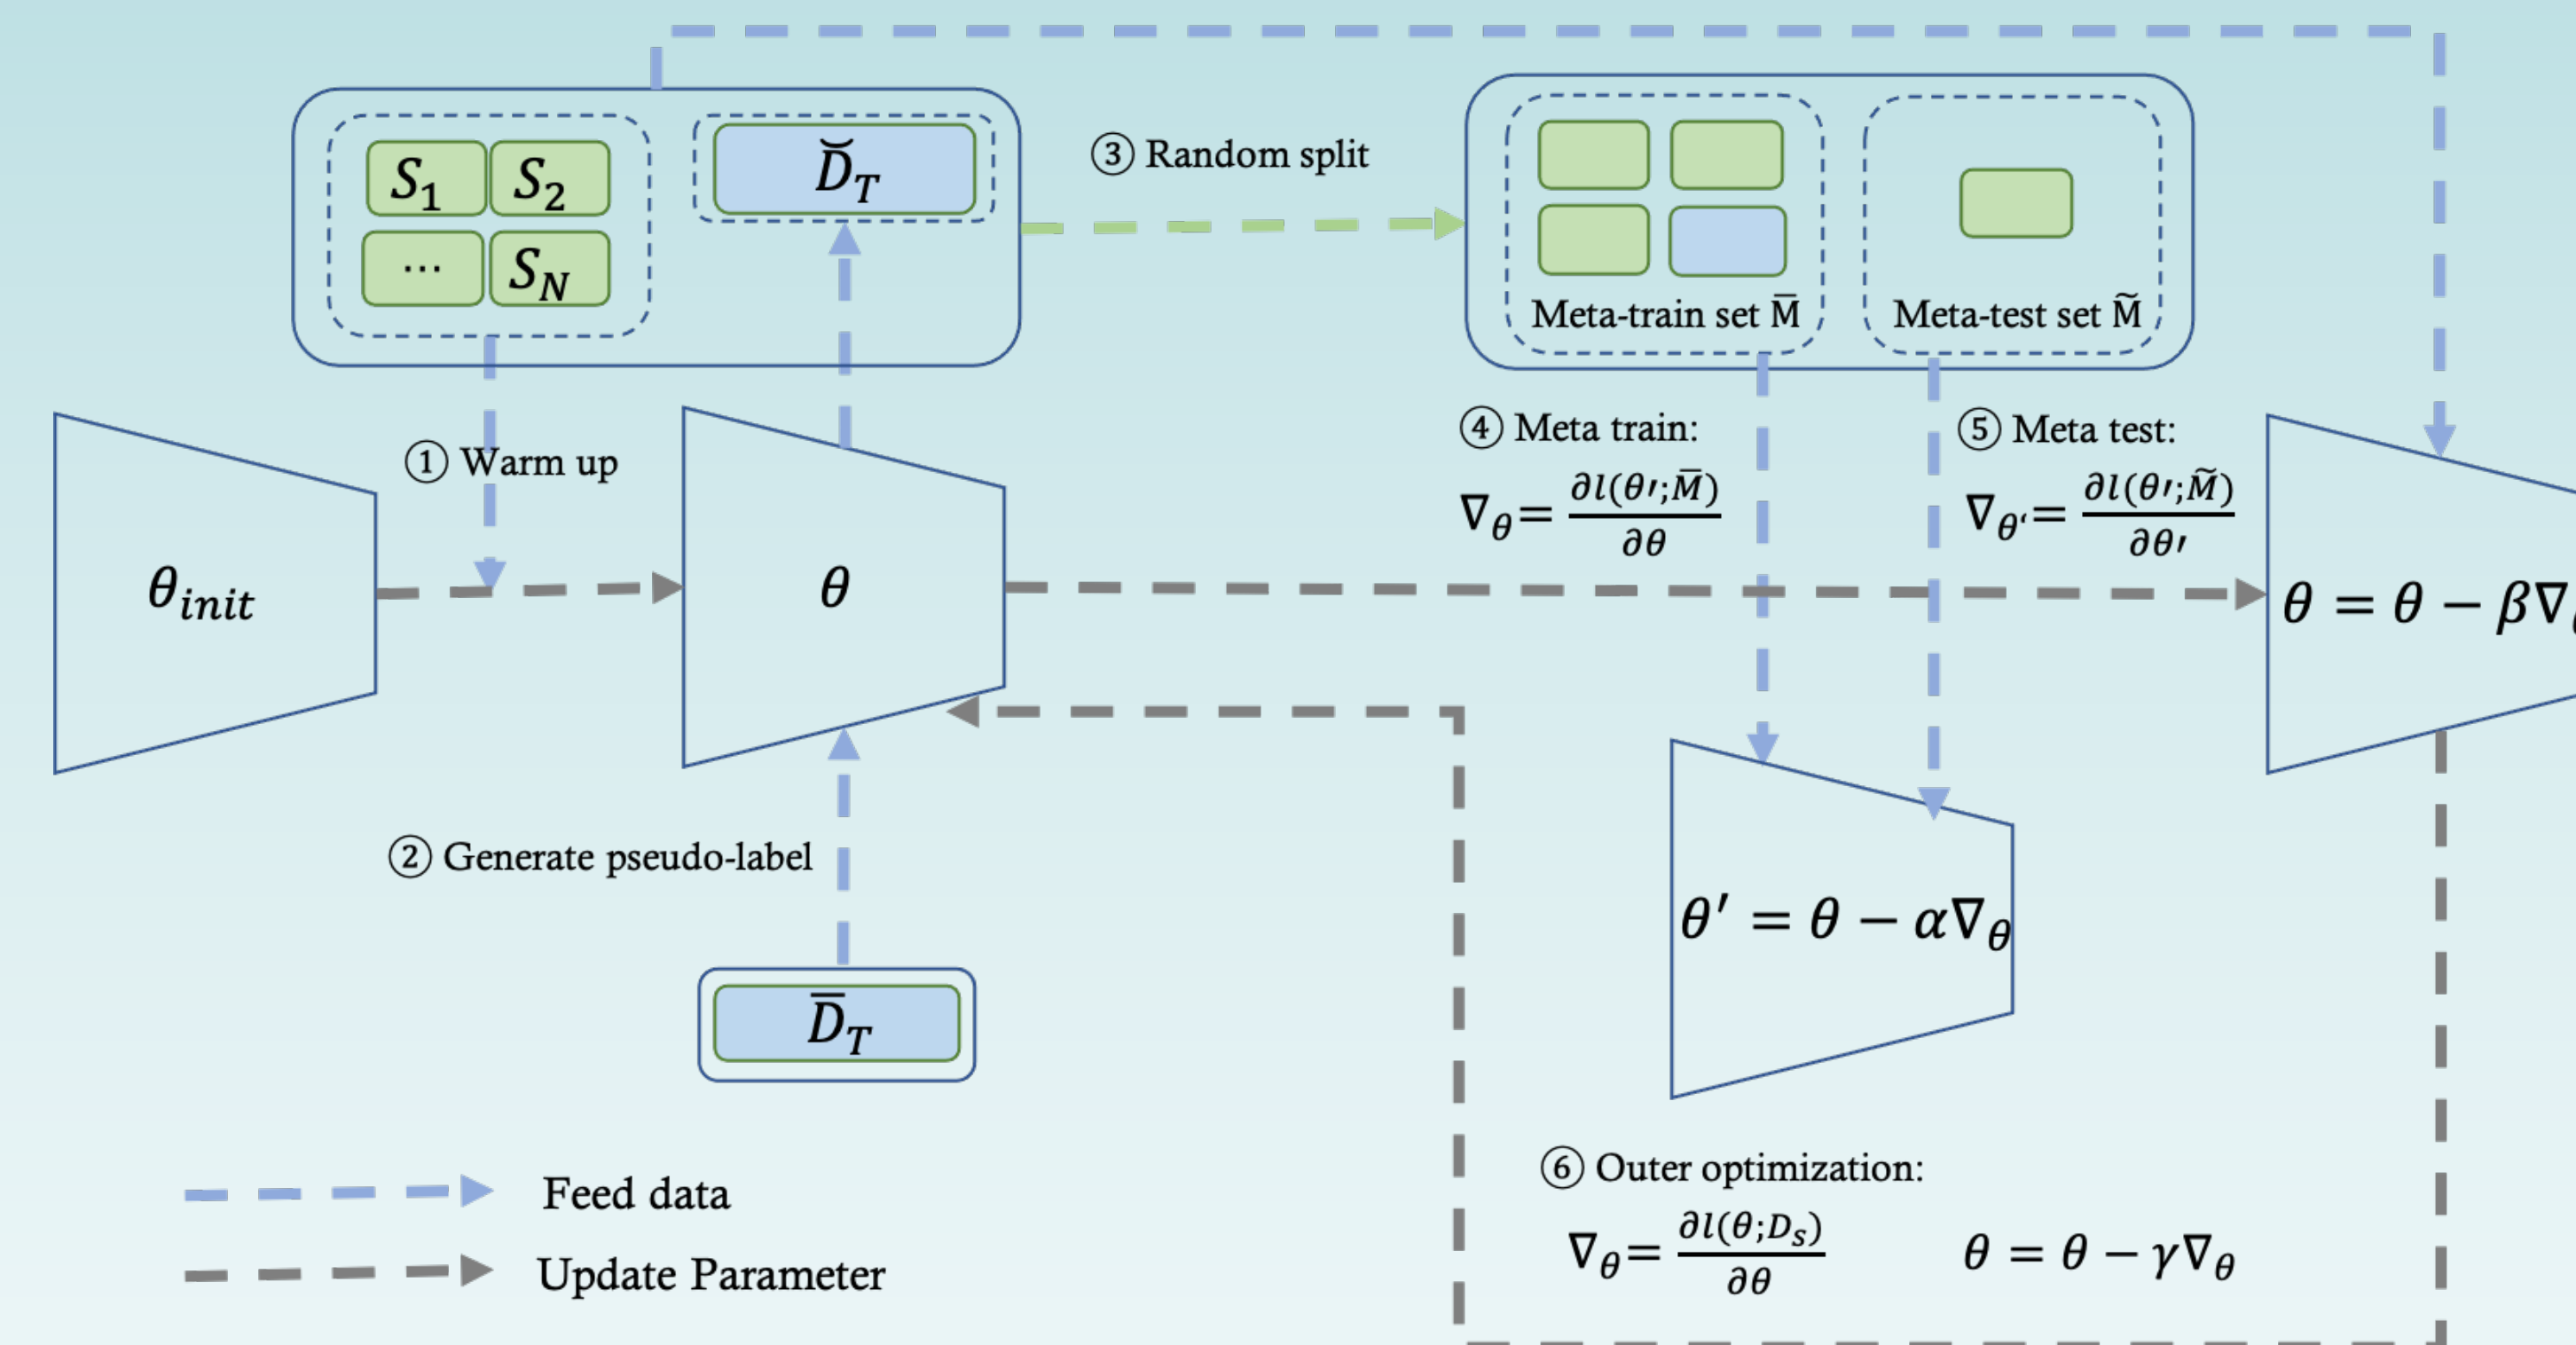 S₁ S₂
... S_N
D̆_T
③ Random split
Meta-train set M̄
Meta-test set M̃
① Warm up
④ Meta train:
∇_θ = ∂l(θ′;M̄) / ∂θ
⑤ Meta test:
∇_θ‘ = ∂l(θ′;M̃) / ∂θ′
θ_init
θ
θ = θ − β∇
② Generate pseudo-label
θ′ = θ − α∇_θ
D̄_T
⑥ Outer optimization:
∇_θ = ∂l(θ;D_s) / ∂θ
θ = θ − γ∇_θ
Feed data
Update Parameter